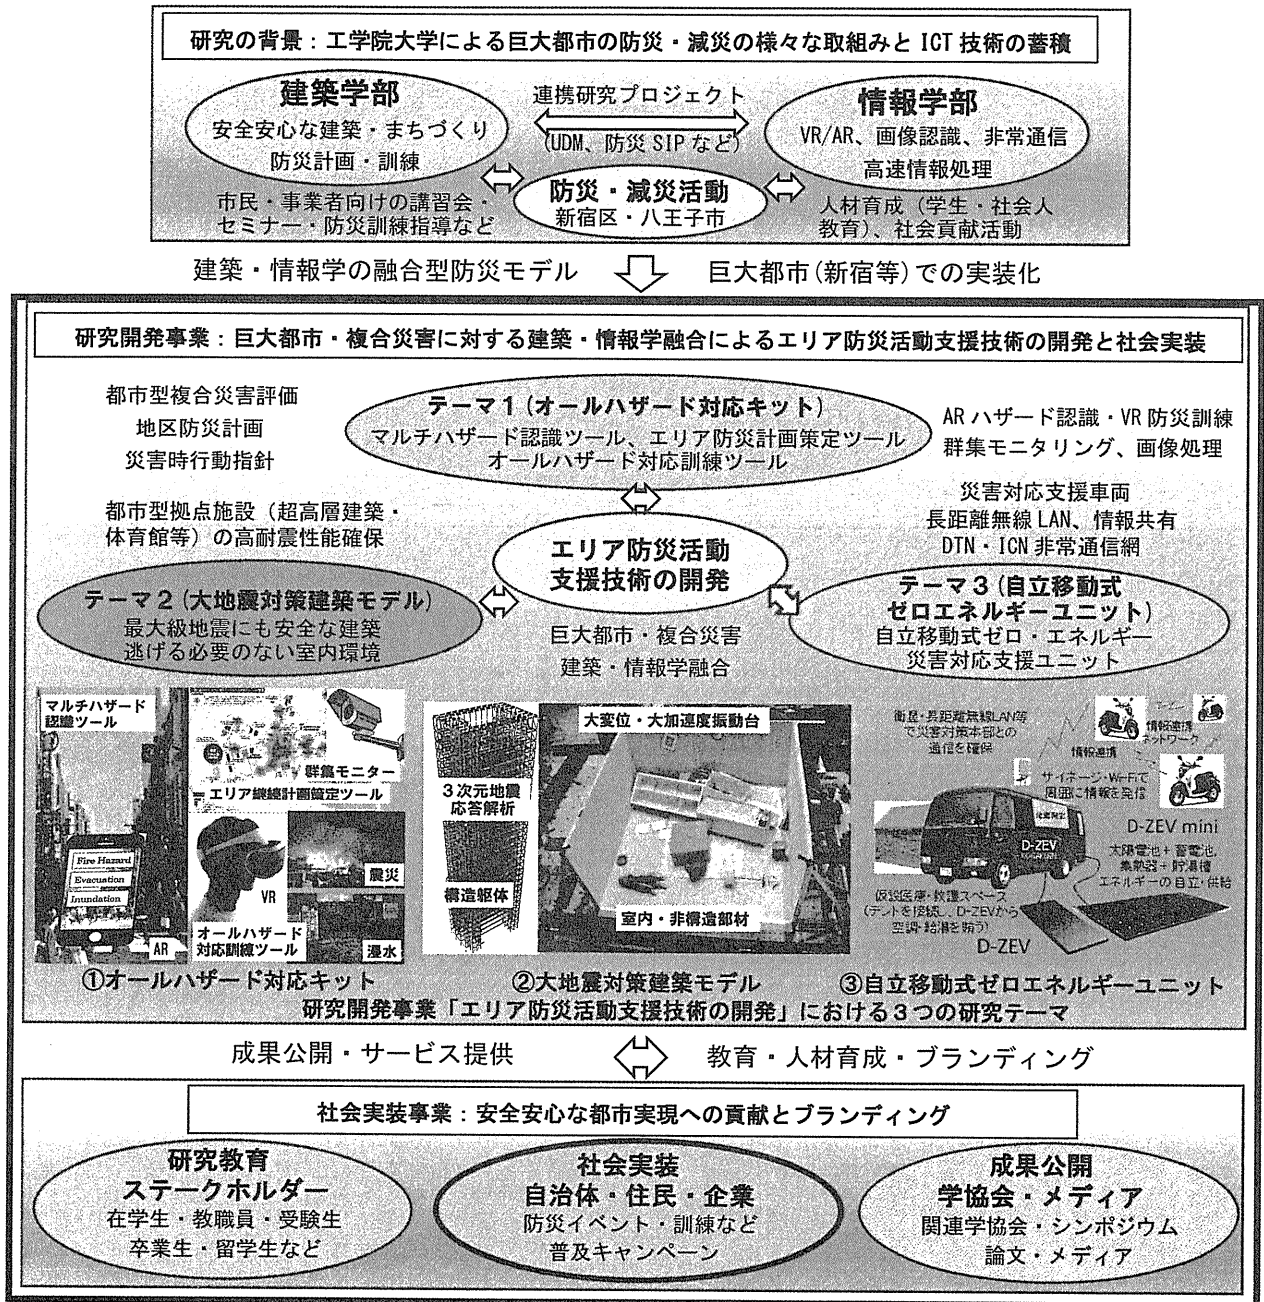 研究の背景：工学院大学による巨大都市の防災・減災の様々な取組みと ICT 技術の蓄積
建築学部
安全安心な建築・まちづくり
防災計画・訓練
連携研究プロジェクト
(UDM、防災 SIP など)
情報学部
VR/AR、画像認識、非常通信
高速情報処理
防災・減災活動
新宿区・八王子市
市民・事業者向けの講習会・
セミナー・防災訓練指導など
人材育成（学生・社会人
教育）、社会貢献活動
建築・情報学の融合型防災モデル
巨大都市(新宿等)での実装化
研究開発事業：巨大都市・複合災害に対する建築・情報学融合によるエリア防災活動支援技術の開発と社会実装
都市型複合災害評価
地区防災計画
災害時行動指針
テーマ１(オールハザード対応キット)
マルチハザード認識ツール、エリア防災計画策定ツール
オールハザード対応訓練ツール
AR ハザード認識・VR 防災訓練
群集モニタリング、画像処理
都市型拠点施設（超高層建築・
体育館等）の高耐震性能確保
エリア防災活動
支援技術の開発
災害対応支援車両
長距離無線 LAN、情報共有
DTN・ICN 非常通信網
テーマ２(大地震対策建築モデル)
最大級地震にも安全な建築
逃げる必要のない室内環境
巨大都市・複合災害
建築・情報学融合
テーマ３(自立移動式
ゼロエネルギーユニット)
自立移動式ゼロ・エネルギー
災害対応支援ユニット
マルチハザード
認識ツール
Fire Hazard
Evacuation
Inundation
AR
群集モニター
エリア継続計画策定ツール
VR
オールハザード
対応訓練ツール
震災
浸水
３次元地震
応答解析
構造躯体
大変位・大加速度振動台
室内・非構造部材
衛星・長距離無線LAN等
で災害対策本部との
通信を確保
情報連携
情報連携
ネットワーク
サイネージ・Wi-Fiで
周囲に情報を発信
D-ZEV
D-ZEV mini
太陽電池＋蓄電池、
集熱器＋貯湯槽
エネルギーの自立・供給
仮設医療・救護スペース
(テントを接続し、D-ZEVから
空調・給湯を賄う)
D-ZEV
①オールハザード対応キット
②大地震対策建築モデル
③自立移動式ゼロエネルギーユニット
研究開発事業「エリア防災活動支援技術の開発」における３つの研究テーマ
成果公開・サービス提供
教育・人材育成・ブランディング
社会実装事業：安全安心な都市実現への貢献とブランディング
研究教育
ステークホルダー
在学生・教職員・受験生
卒業生・留学生など
社会実装
自治体・住民・企業
防災イベント・訓練など
普及キャンペーン
成果公開
学協会・メディア
関連学協会・シンポジウム
論文・メディア